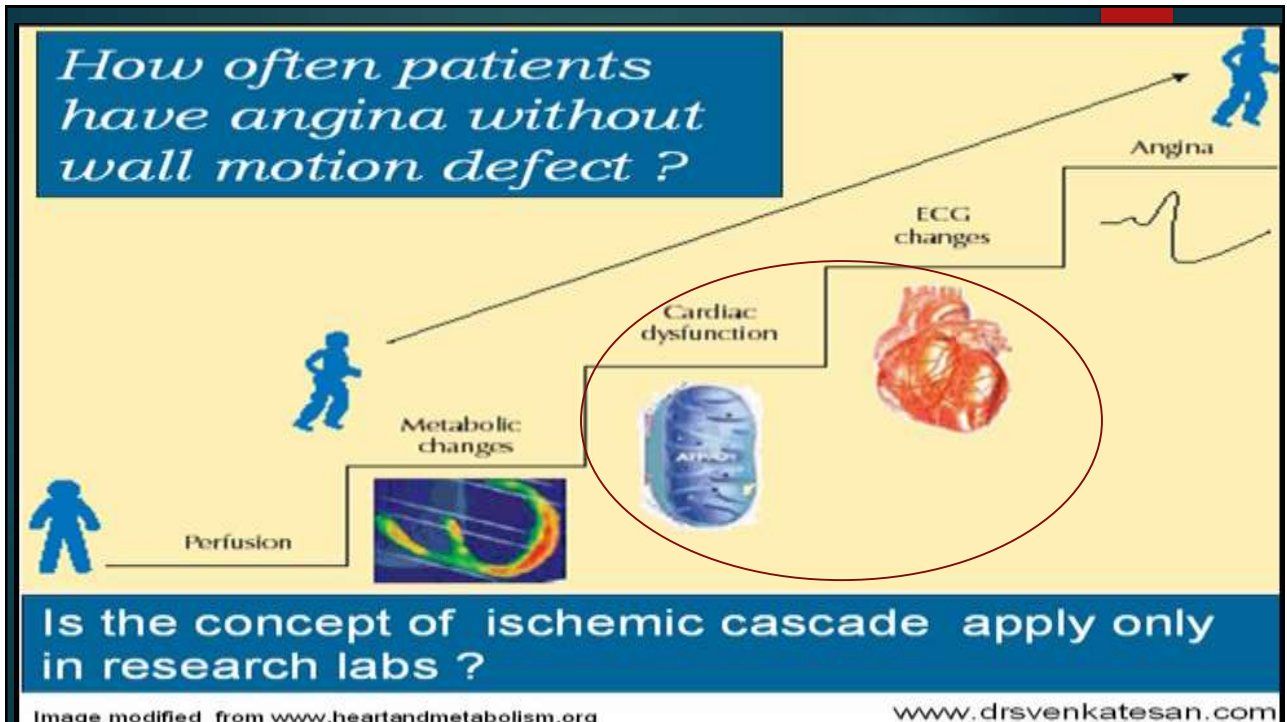 How often patients
have angina without
wall motion defect ?
Angina
ECG
changes
Cardiac
dysfunction
Metabolic
changes
Perfusion
Is the concept of ischemic cascade apply only
in research labs ?
Image modified from www.heartandmetabolism.org
www.drsvenkatesan.com